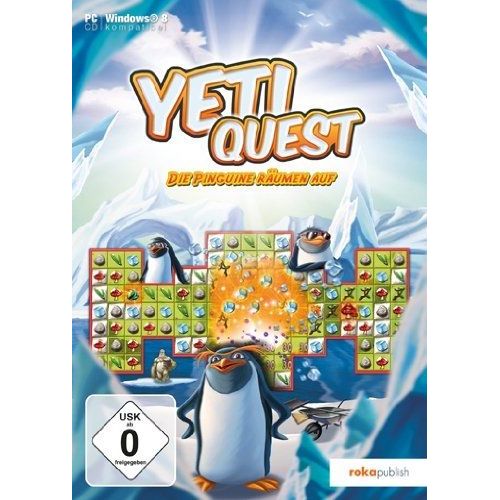 PC Windows® 8
CD kompatibel
YETI
QUEST
DIE PINGUINE RÄUMEN AUF
USK
ab
0
freigegeben
rokapublish